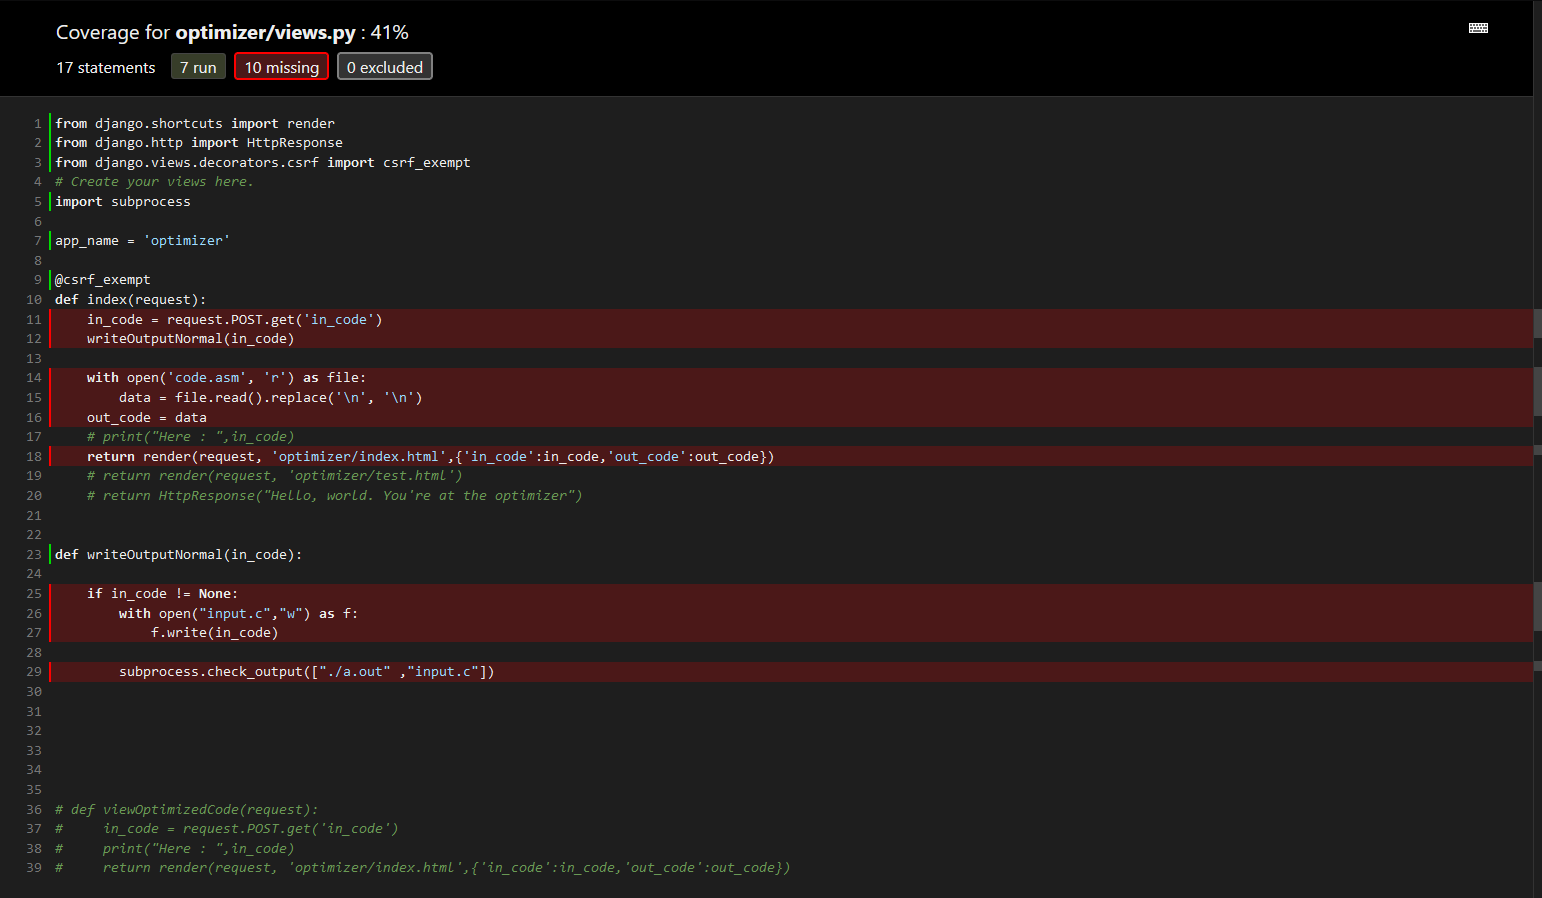 Coverage for optimizer/views.py : 41%
17 statements 7 run 10 missing 0 excluded
1 from django.shortcuts import render
2 from django.http import HttpResponse
3 from django.views.decorators.csrf import csrf_exempt
4 # Create your views here.
5 import subprocess
6
7 app_name = 'optimizer'
8
9 @csrf_exempt
10 def index(request):
11     in_code = request.POST.get('in_code')
12     writeOutputNormal(in_code)
13
14     with open('code.asm', 'r') as file:
15         data = file.read().replace('\n', '\n')
16     out_code = data
17     # print("Here : ",in_code)
18     return render(request, 'optimizer/index.html',{'in_code':in_code,'out_code':out_code})
19     # return render(request, 'optimizer/test.html')
20     # return HttpResponse("Hello, world. You're at the optimizer")
21
22
23 def writeOutputNormal(in_code):
24
25     if in_code != None:
26         with open("input.c","w") as f:
27             f.write(in_code)
28
29         subprocess.check_output(["./a.out" ,"input.c"])
30
31
32
33
34
35
36 # def viewOptimizedCode(request):
37 #     in_code = request.POST.get('in_code')
38 #     print("Here : ",in_code)
39 #     return render(request, 'optimizer/index.html',{'in_code':in_code,'out_code':out_code})